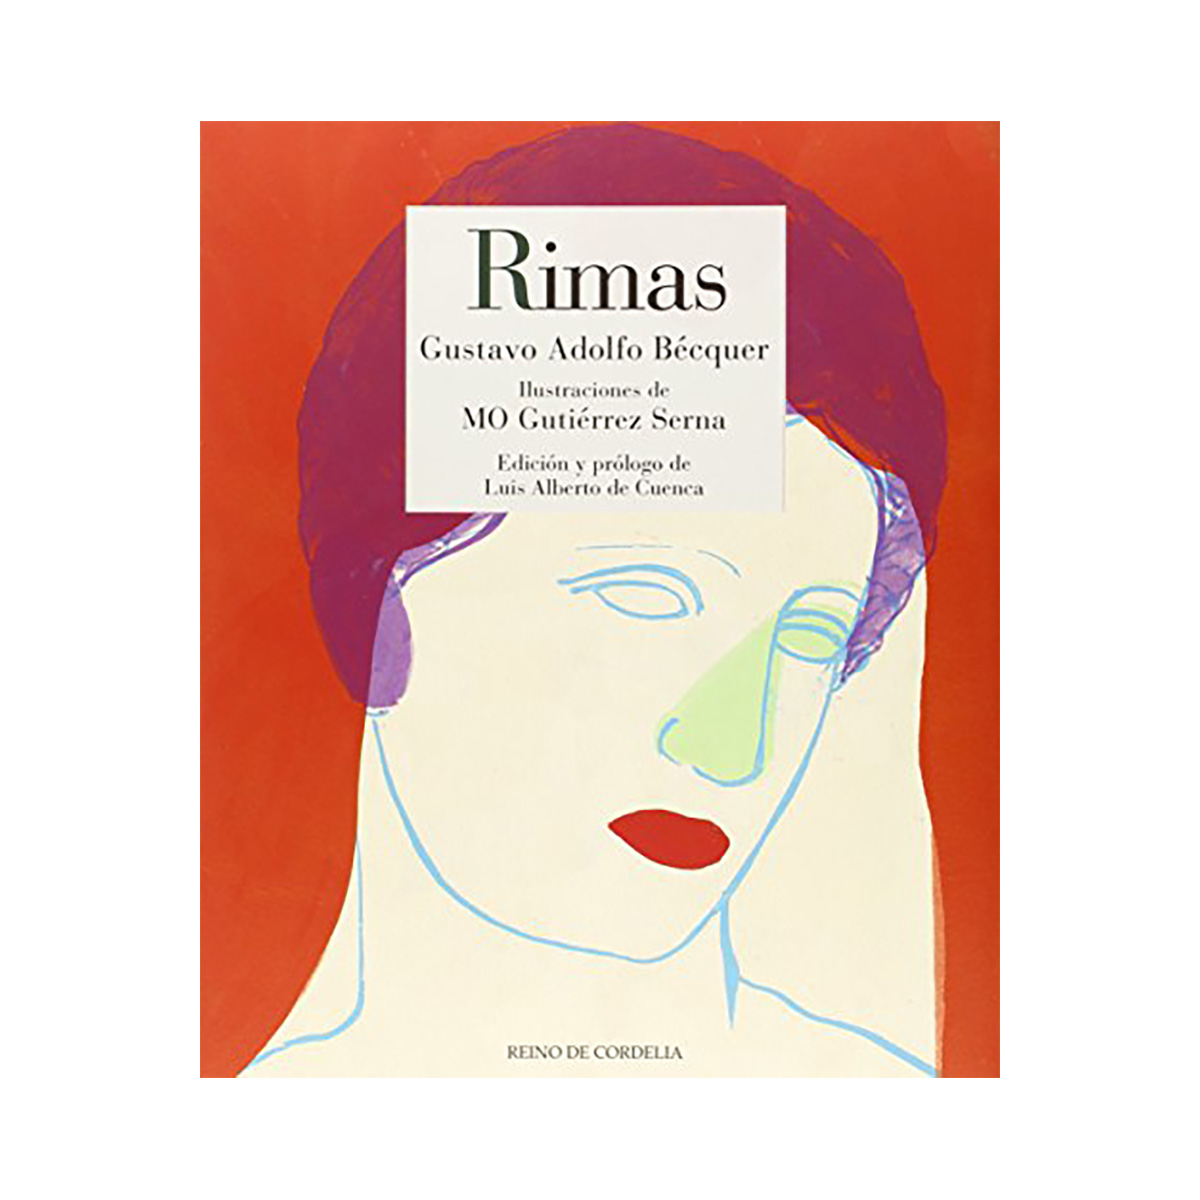 Rimas
Gustavo Adolfo Bécquer
Ilustraciones de
MO Gutiérrez Serna
Edición y prólogo de
Luis Alberto de Cuenca
REINO DE CORDELIA